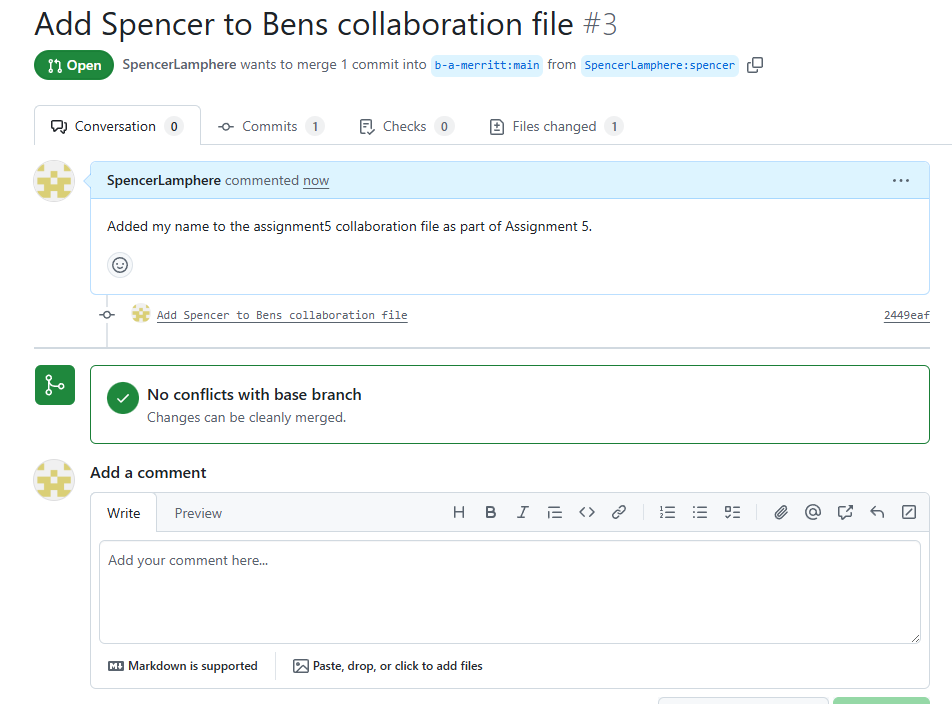 Add Spencer to Bens collaboration file #3
Open SpencerLamphere wants to merge 1 commit into b-a-merritt:main from SpencerLamphere:spencer
Conversation 0 Commits 1 Checks 0 Files changed 1
SpencerLamphere commented now
Added my name to the assignment5 collaboration file as part of Assignment 5.
Add Spencer to Bens collaboration file 2449eaf
No conflicts with base branch
Changes can be cleanly merged.
Add a comment
Write Preview
Add your comment here...
Markdown is supported Paste, drop, or click to add files